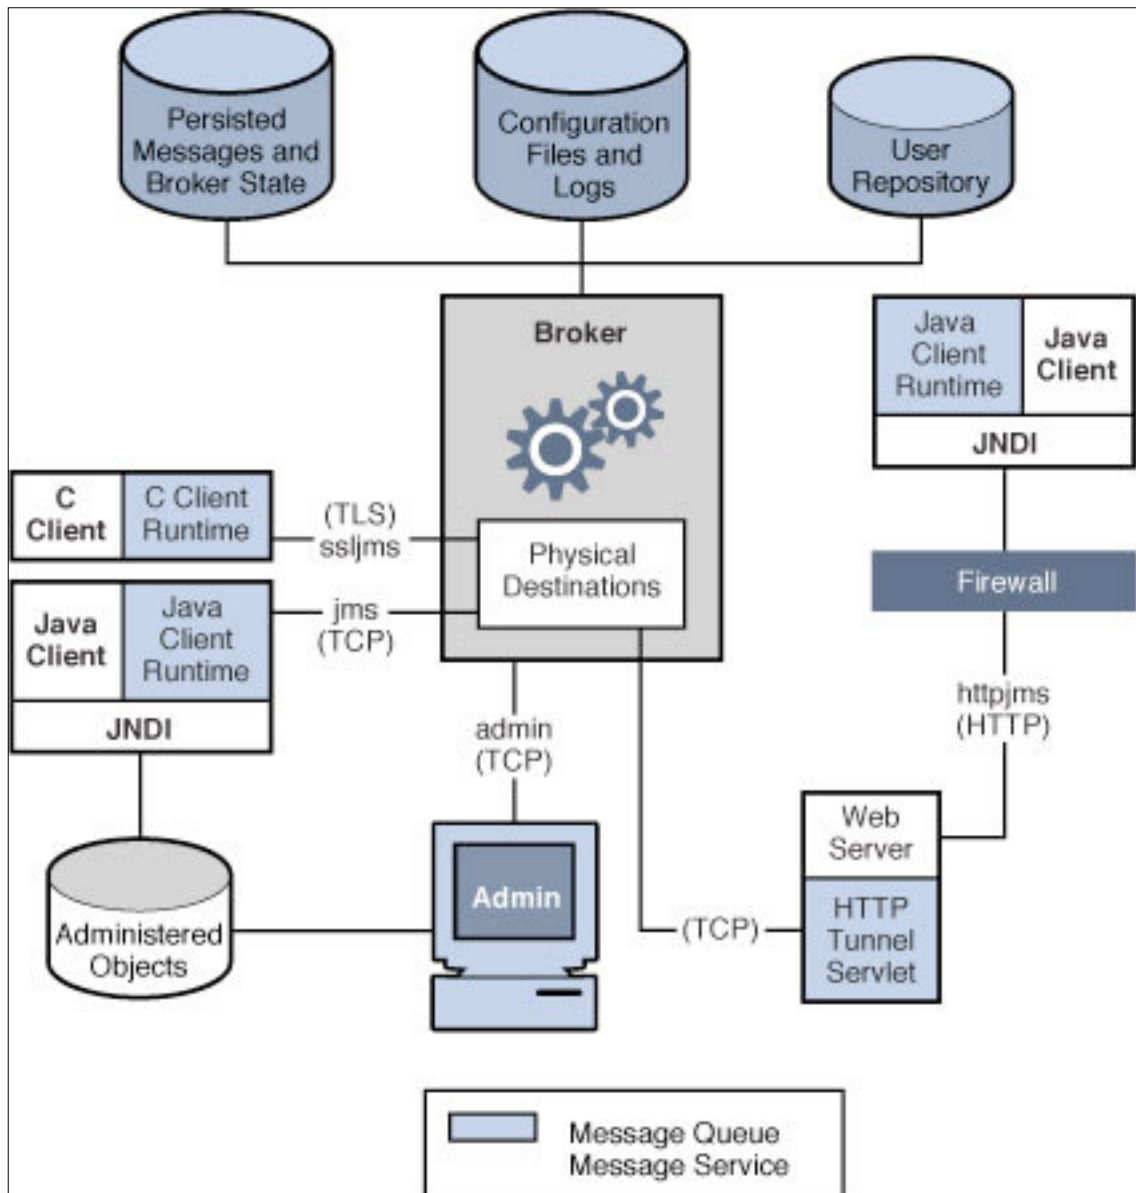 Persisted
Messages and
Broker State
Configuration
Files and
Logs
User
Repository
Broker
Java
Client
Runtime
Java
Client
JNDI
C
Client
C Client
Runtime
(TLS)
ssljms
Physical
Destinations
Firewall
Java
Client
Java
Client
Runtime
JNDI
jms
(TCP)
httpjms
(HTTP)
admin
(TCP)
Web
Server
HTTP
Tunnel
Servlet
(TCP)
Admin
Administered
Objects
Message Queue
Message Service